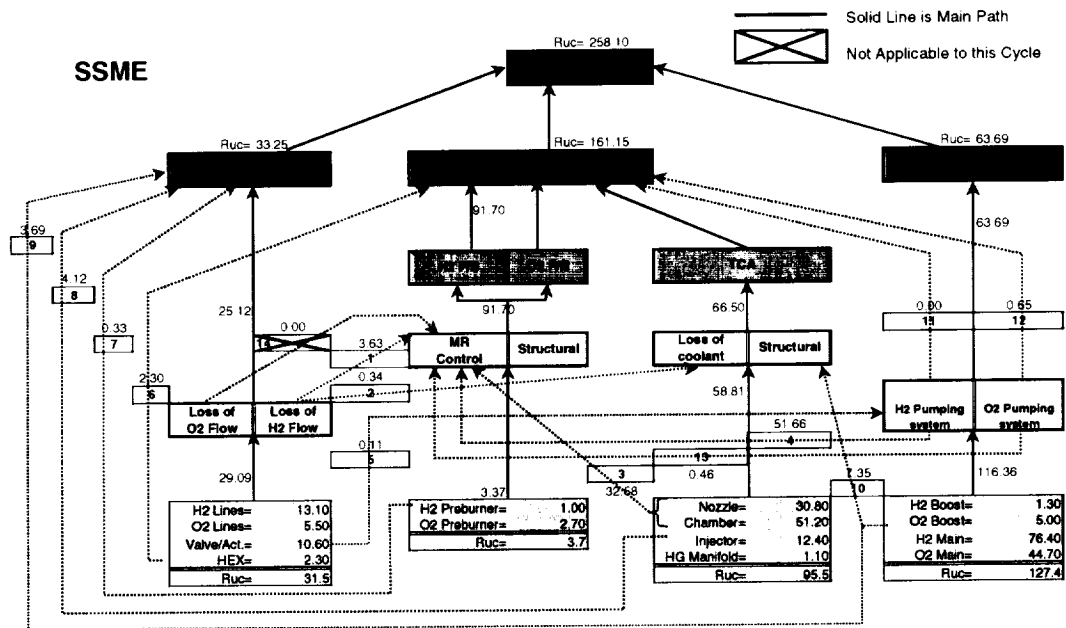 Solid Line is Main Path
Not Applicable to this Cycle
SSME
Ruc= 258.10
Ruc= 33.25
Ruc= 161.15
Ruc= 63.69
91.70
63.69
3.69
9
TCA
4.12
8
25.12
91.70
66.50
0.00
0.65
11
12
0.33
7
0.00
14
3.63
1
MR
Control
Structural
Loss of
coolant
Structural
2.30
6
0.34
2
58.81
Loss of
O2 Flow
Loss of
H2 Flow
H2 Pumping
system
O2 Pumping
system
0.11
5
51.66
4
13
0.46
3
32.68
7.35
10
29.09
3.37
116.36
H2 Lines= 13.10
O2 Lines= 5.50
Valve/Act.= 10.60
HEX= 2.30
Ruc= 31.5
H2 Preburner= 1.00
O2 Preburner= 2.70
Ruc= 3.7
Nozzle= 30.80
Chamber= 51.20
Injector= 12.40
HG Manifold= 1.10
Ruc= 95.5
H2 Boost= 1.30
O2 Boost= 5.00
H2 Main= 76.40
O2 Main= 44.70
Ruc= 127.4